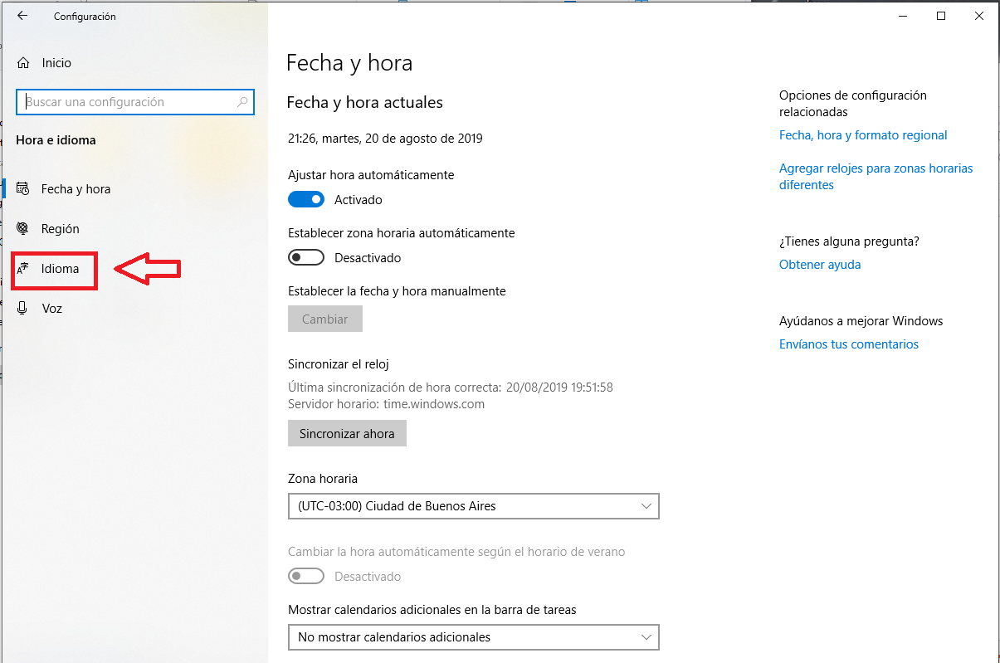 Configuración
Inicio
Buscar una configuración
Hora e idioma
Fecha y hora
Región
Idioma
Voz
Fecha y hora
Fecha y hora actuales
21:26, martes, 20 de agosto de 2019
Ajustar hora automáticamente
Activado
Establecer zona horaria automáticamente
Desactivado
Establecer la fecha y hora manualmente
Cambiar
Sincronizar el reloj
Última sincronización de hora correcta: 20/08/2019 19:51:58
Servidor horario: time.windows.com
Sincronizar ahora
Zona horaria
(UTC-03:00) Ciudad de Buenos Aires
Cambiar la hora automáticamente según el horario de verano
Desactivado
Mostrar calendarios adicionales en la barra de tareas
No mostrar calendarios adicionales
Opciones de configuración
relacionadas
Fecha, hora y formato regional
Agregar relojes para zonas horarias
diferentes
¿Tienes alguna pregunta?
Obtener ayuda
Ayúdanos a mejorar Windows
Envíanos tus comentarios